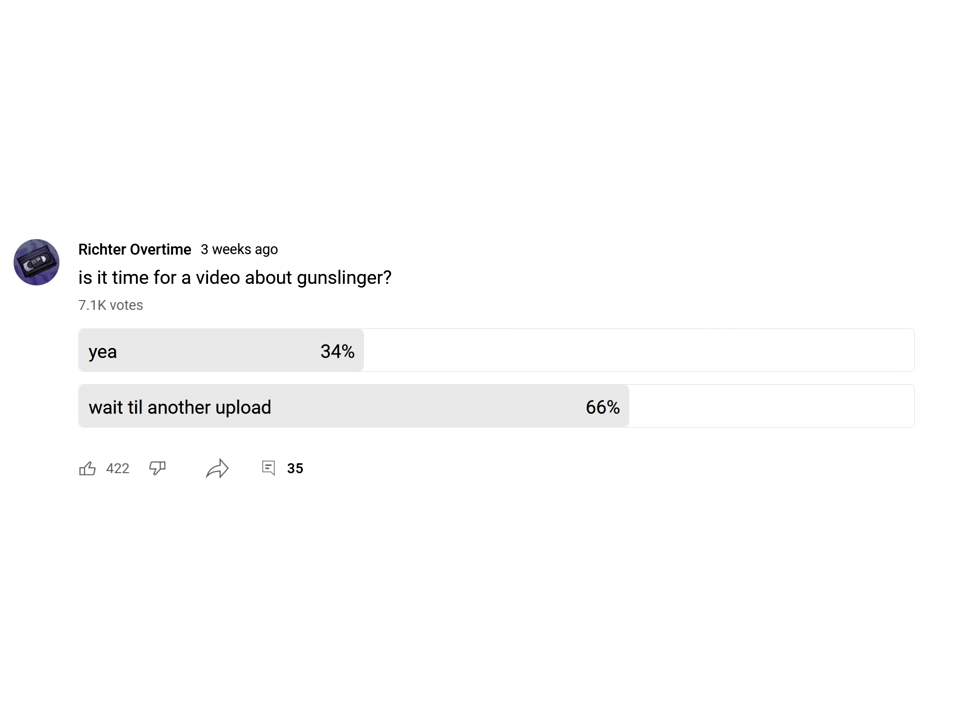 Richter Overtime 3 weeks ago
is it time for a video about gunslinger?
7.1K votes
yea 34%
wait til another upload 66%
422 35